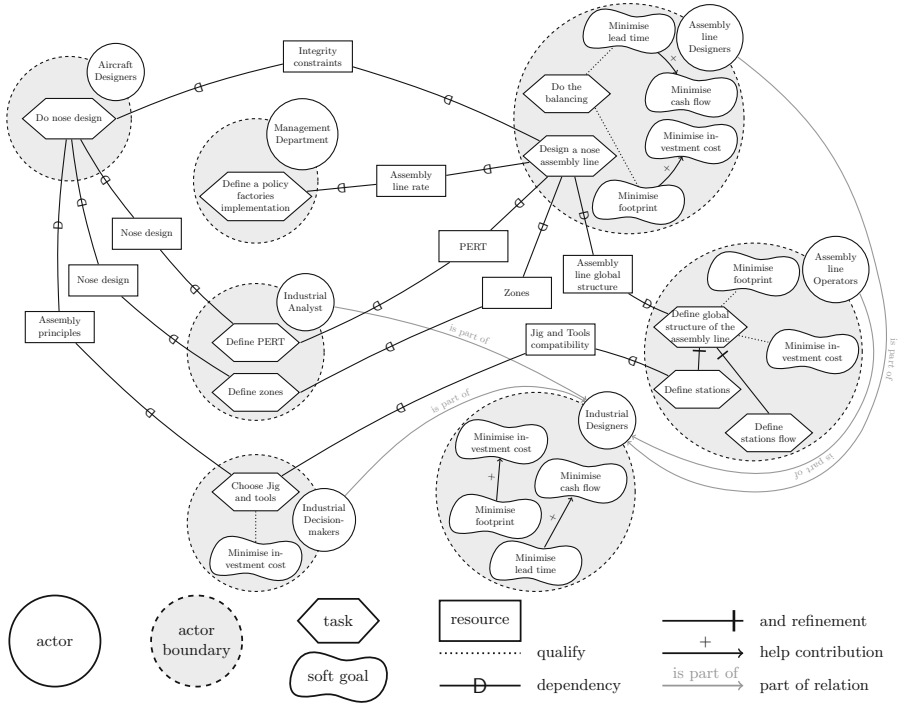 Minimise
lead time
Assembly
line
Designers
Integrity
constraints
Aircraft
Designers
Do the
balancing
Minimise
cash flow
Do nose design
Management
Department
Minimise in-
vestment cost
Design a nose
assembly line
Assembly
line rate
Define a policy
factories
implementation
Minimise
footprint
Nose design
PERT
Assembly
line global
structure
Minimise
footprint
Assembly
line
Operators
Nose design
Zones
Industrial
Analyst
Define global
structure of the
assembly line
Assembly
principles
Define PERT
is part of
Jig and Tools
compatibility
Minimise in-
vestment cost
is part of
Define zones
Define stations
is part of
Industrial
Designers
Define
stations flow
Minimise in-
vestment cost
is part of
Minimise
cash flow
Choose Jig
and tools
Industrial
Decision-
makers
Minimise
footprint
Minimise in-
vestment cost
Minimise
lead time
+
+
+
+
actor
actor
boundary
task
soft goal
resource
qualify
dependency
and refinement
+
help contribution
is part of
part of relation